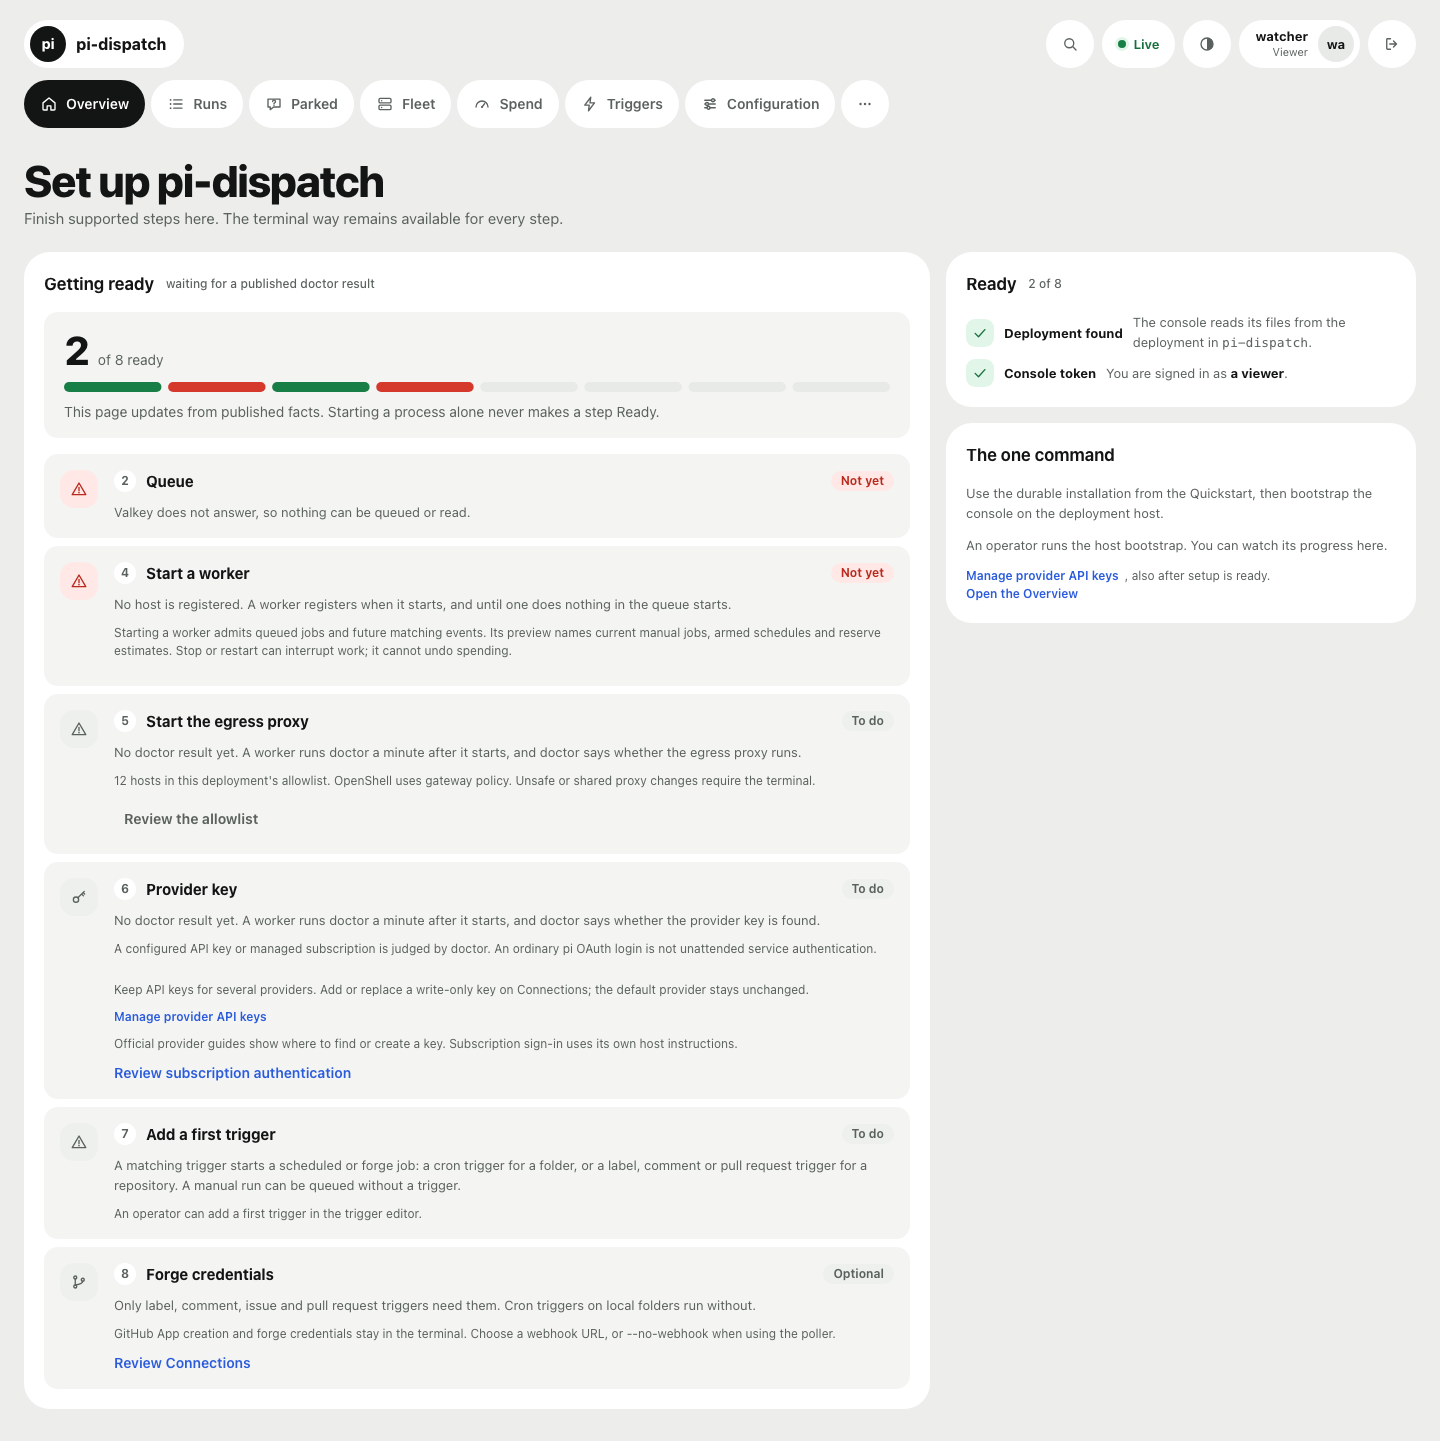 pi pi-dispatch
Live
watcher
Viewer
wa
Overview Runs Parked Fleet Spend Triggers Configuration ...
Set up pi-dispatch
Finish supported steps here. The terminal way remains available for every step.
Getting ready waiting for a published doctor result
2 of 8 ready
This page updates from published facts. Starting a process alone never makes a step Ready.
2 Queue Not yet
Valkey does not answer, so nothing can be queued or read.
4 Start a worker Not yet
No host is registered. A worker registers when it starts, and until one does nothing in the queue starts.
Starting a worker admits queued jobs and future matching events. Its preview names current manual jobs, armed schedules and reserve
estimates. Stop or restart can interrupt work; it cannot undo spending.
5 Start the egress proxy To do
No doctor result yet. A worker runs doctor a minute after it starts, and doctor says whether the egress proxy runs.
12 hosts in this deployment's allowlist. OpenShell uses gateway policy. Unsafe or shared proxy changes require the terminal.
Review the allowlist
6 Provider key To do
No doctor result yet. A worker runs doctor a minute after it starts, and doctor says whether the provider key is found.
A configured API key or managed subscription is judged by doctor. An ordinary pi OAuth login is not unattended service authentication.
Keep API keys for several providers. Add or replace a write-only key on Connections; the default provider stays unchanged.
Manage provider API keys
Official provider guides show where to find or create a key. Subscription sign-in uses its own host instructions.
Review subscription authentication
7 Add a first trigger To do
A matching trigger starts a scheduled or forge job: a cron trigger for a folder, or a label, comment or pull request trigger for a
repository. A manual run can be queued without a trigger.
An operator can add a first trigger in the trigger editor.
8 Forge credentials Optional
Only label, comment, issue and pull request triggers need them. Cron triggers on local folders run without.
GitHub App creation and forge credentials stay in the terminal. Choose a webhook URL, or --no-webhook when using the poller.
Review Connections
Ready 2 of 8
Deployment found The console reads its files from the
deployment in pi-dispatch.
Console token You are signed in as a viewer.
The one command
Use the durable installation from the Quickstart, then bootstrap the
console on the deployment host.
An operator runs the host bootstrap. You can watch its progress here.
Manage provider API keys , also after setup is ready.
Open the Overview